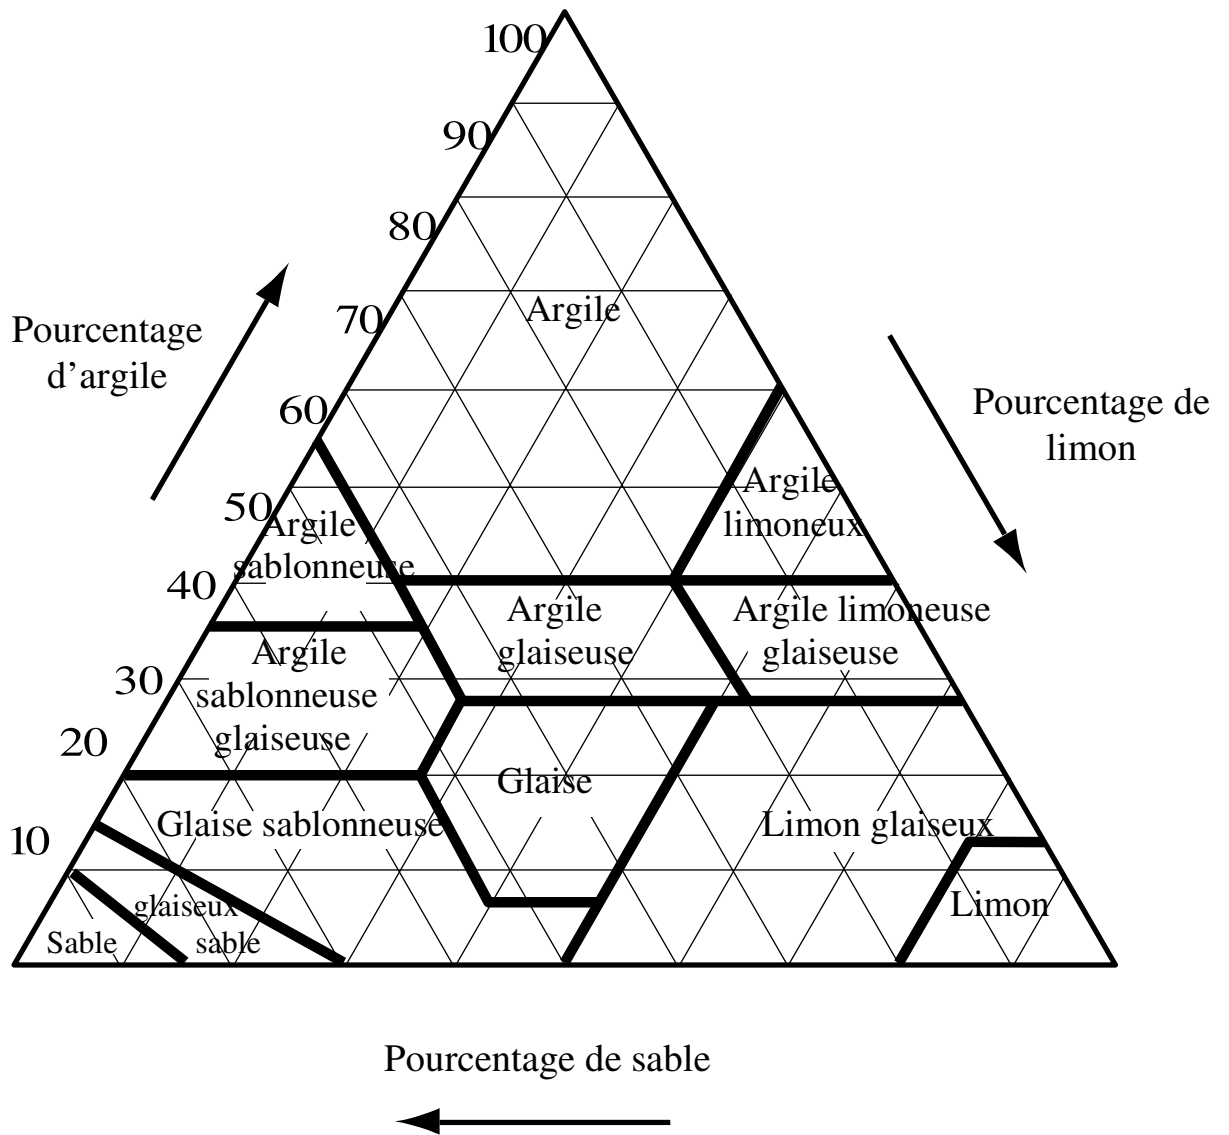 100
90
80
Argile
70
Pourcentage
d’argile
60
Pourcentage de
limon
50
Argile
sablonneuse
Argile
limoneux
40
Argile
glaiseuse
Argile limoneuse
glaiseuse
30
Argile
sablonneuse
glaiseuse
20
Glaise
10
Glaise sablonneuse
Limon glaiseux
glaiseux
sable
Sable
Limon
Pourcentage de sable